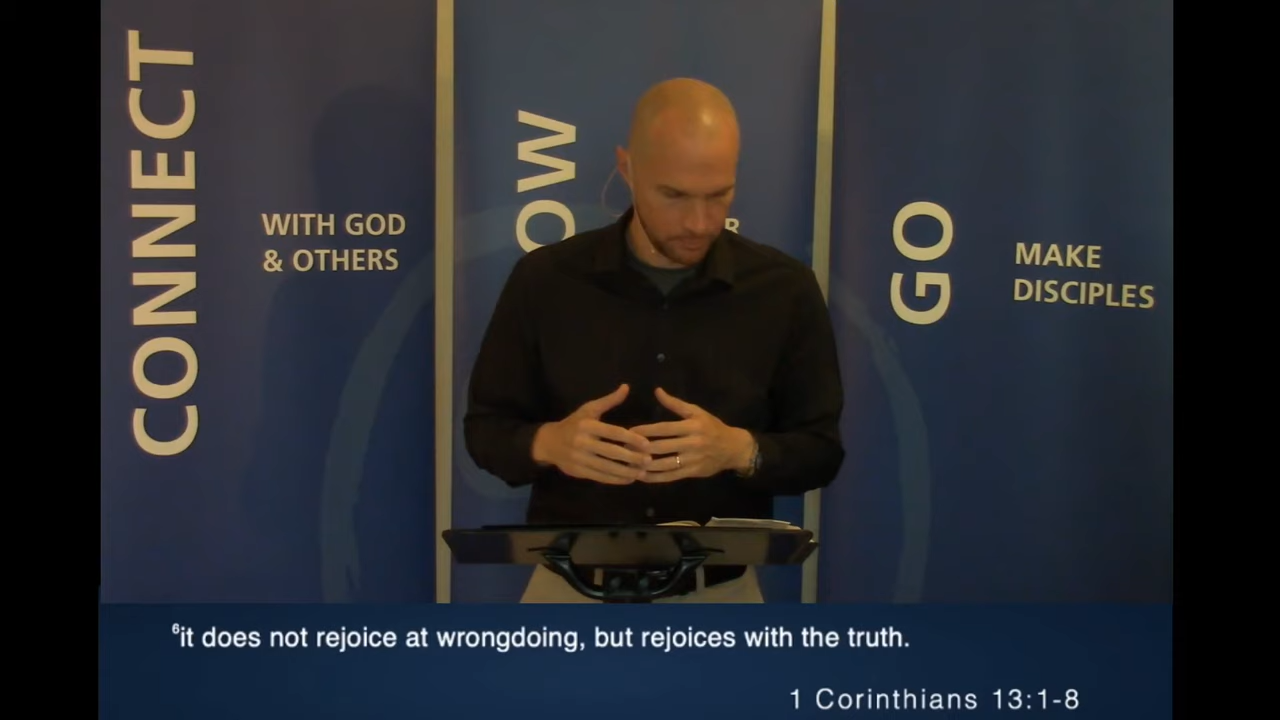 CONNECT
WITH GOD
& OTHERS
OW
R
GO
MAKE
DISCIPLES
⁶it does not rejoice at wrongdoing, but rejoices with the truth.
1 Corinthians 13:1-8